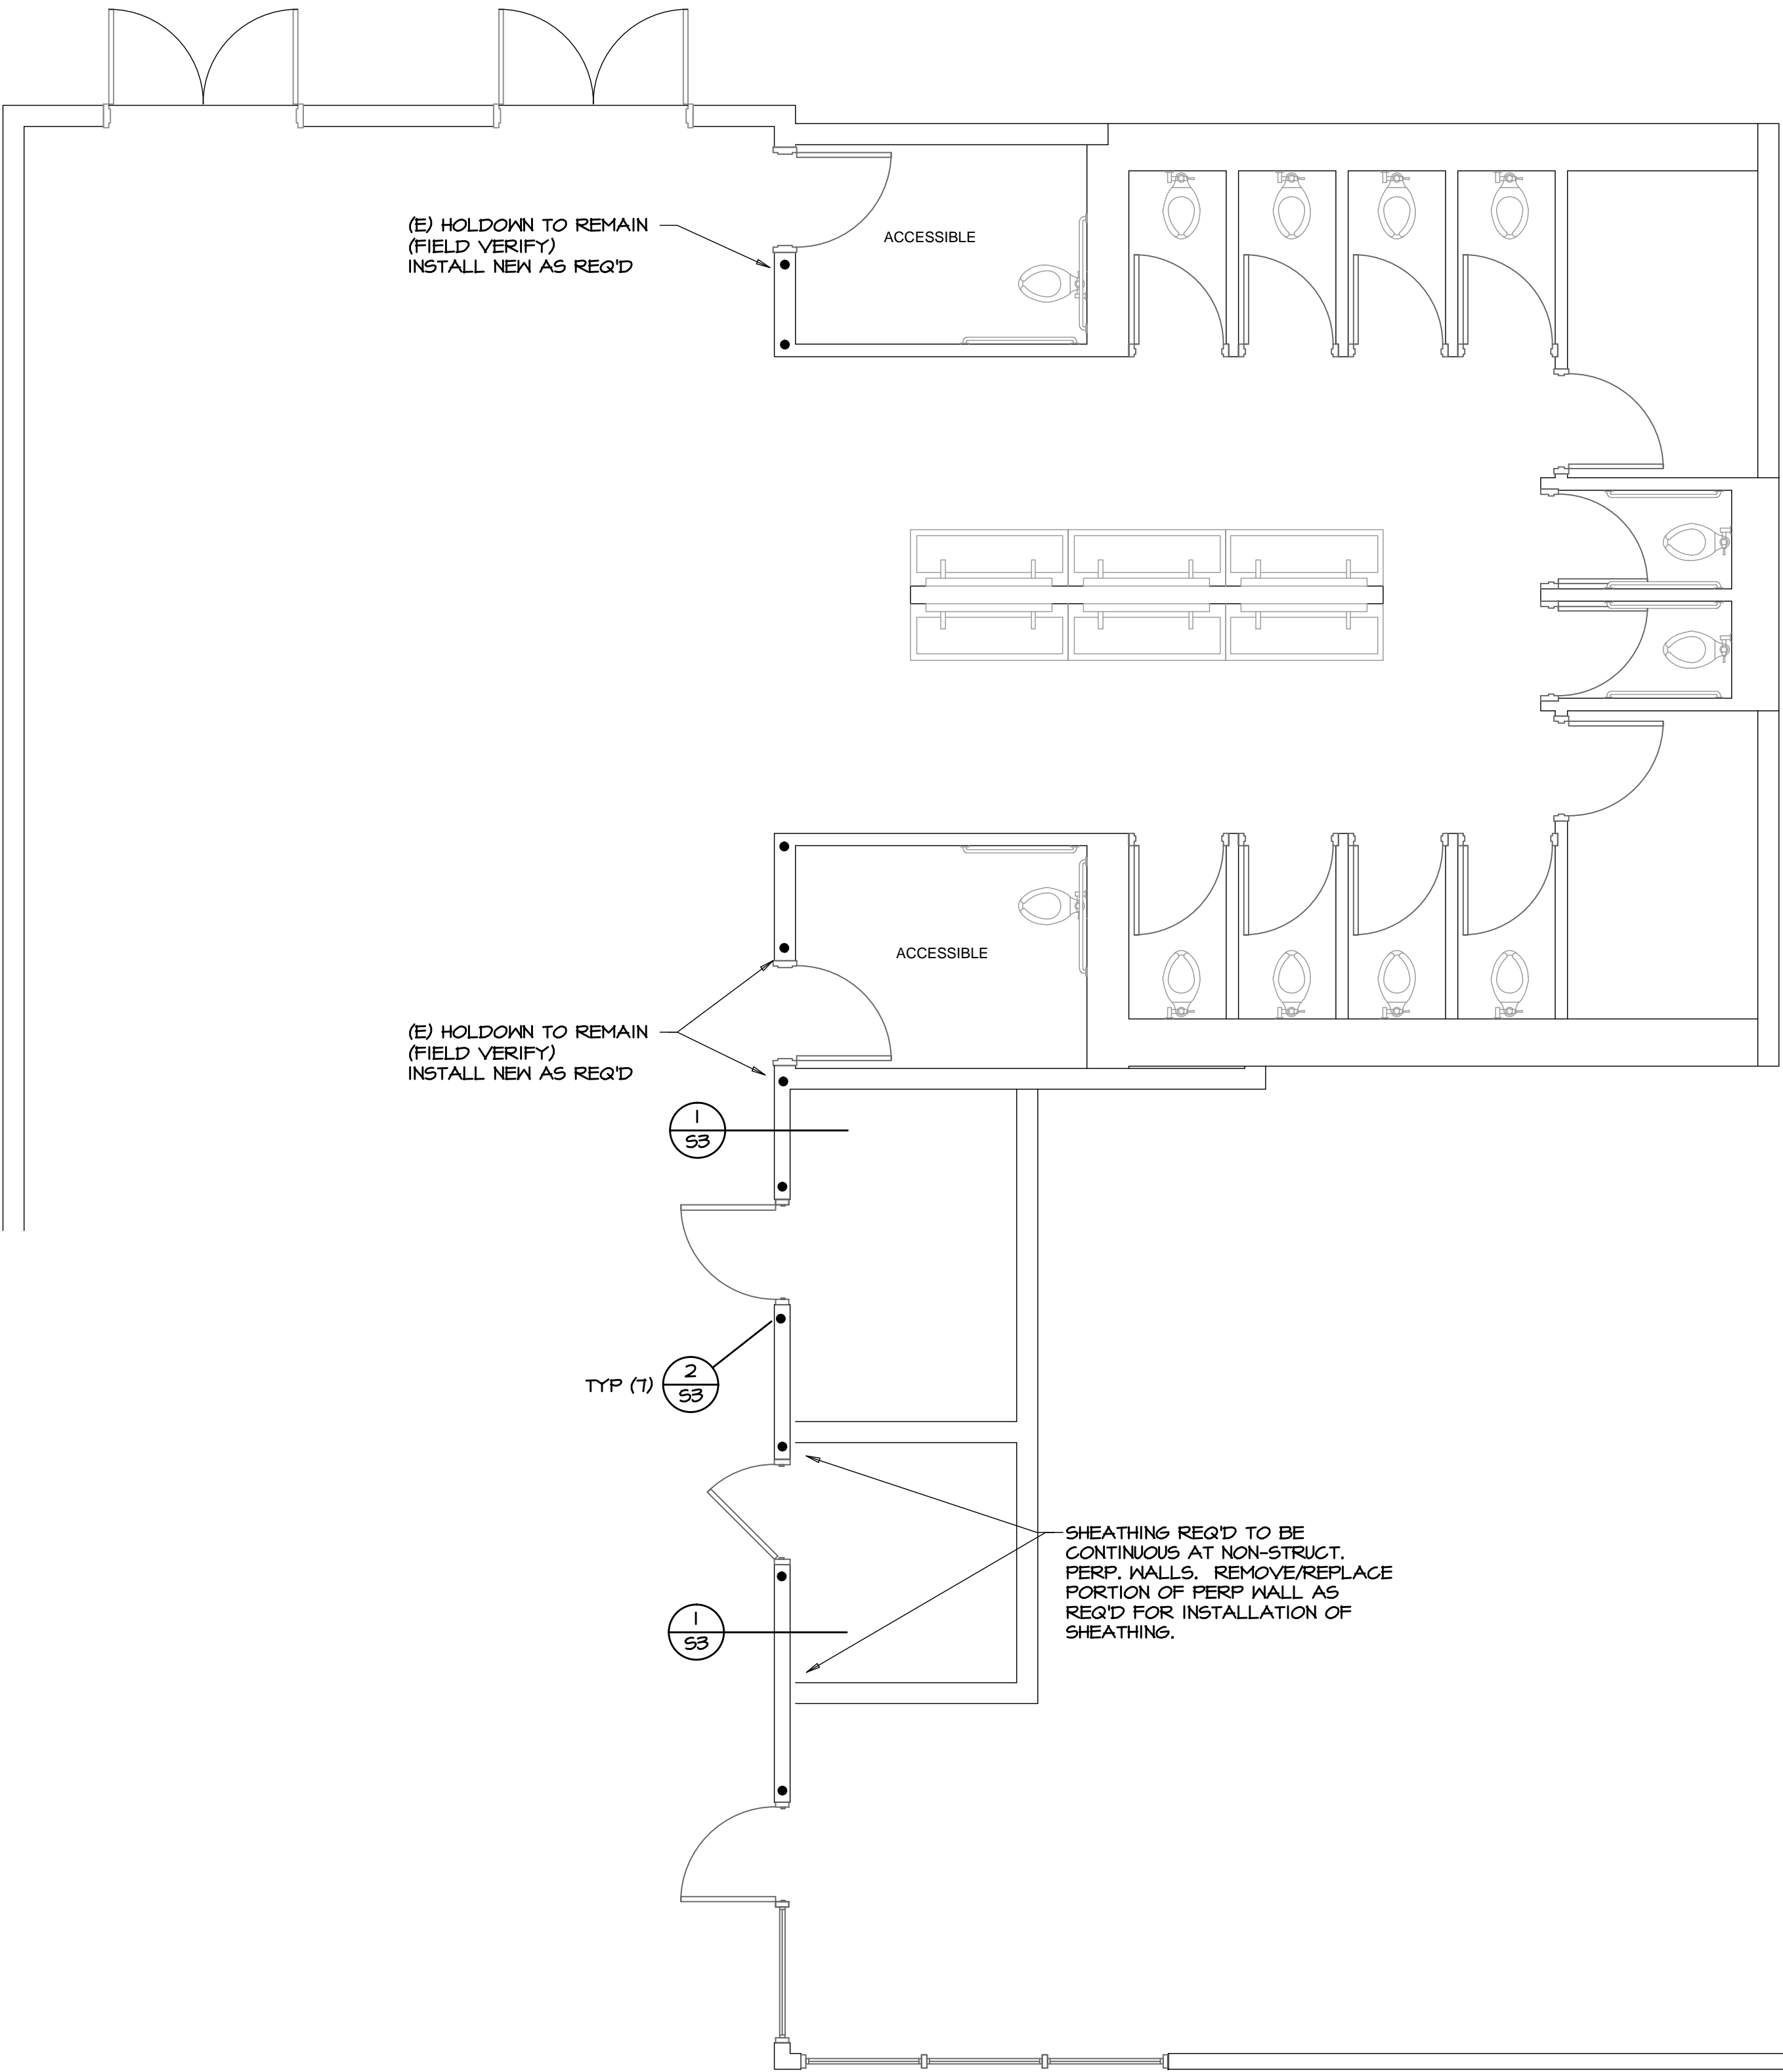 (E) HOLDOWN TO REMAIN
(FIELD VERIFY)
INSTALL NEW AS REQ'D
ACCESSIBLE
ACCESSIBLE
(E) HOLDOWN TO REMAIN
(FIELD VERIFY)
INSTALL NEW AS REQ'D
1
S3
TYP (7)
2
S3
SHEATHING REQ'D TO BE
CONTINUOUS AT NON-STRUCT.
PERP. WALLS. REMOVE/REPLACE
PORTION OF PERP WALL AS
REQ'D FOR INSTALLATION OF
SHEATHING.
1
S3